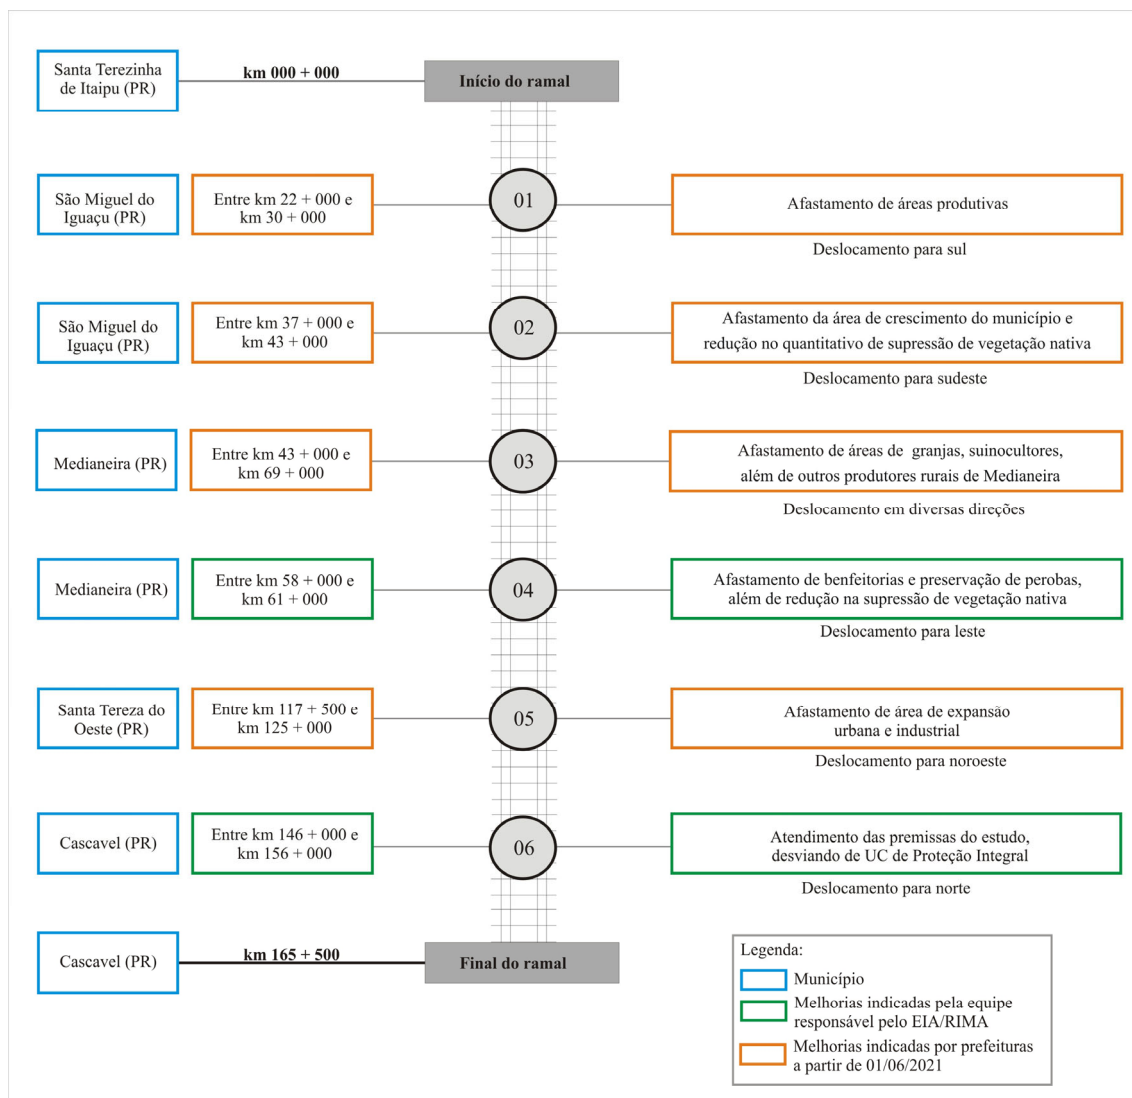 Santa Terezinha
de Itaipu (PR)
km 000 + 000
Início do ramal
São Miguel do
Iguaçu (PR)
Entre km 22 + 000 e
km 30 + 000
01
Afastamento de áreas produtivas
Deslocamento para sul
São Miguel do
Iguaçu (PR)
Entre km 37 + 000 e
km 43 + 000
02
Afastamento da área de crescimento do município e
redução no quantitativo de supressão de vegetação nativa
Deslocamento para sudeste
Medianeira (PR)
Entre km 43 + 000 e
km 69 + 000
03
Afastamento de áreas de granjas, suinocultores,
além de outros produtores rurais de Medianeira
Deslocamento em diversas direções
Medianeira (PR)
Entre km 58 + 000 e
km 61 + 000
04
Afastamento de benfeitorias e preservação de perobas,
além de redução na supressão de vegetação nativa
Deslocamento para leste
Santa Tereza do
Oeste (PR)
Entre km 117 + 500 e
km 125 + 000
05
Afastamento de área de expansão
urbana e industrial
Deslocamento para noroeste
Cascavel (PR)
Entre km 146 + 000 e
km 156 + 000
06
Atendimento das premissas do estudo,
desviando de UC de Proteção Integral
Deslocamento para norte
Cascavel (PR)
km 165 + 500
Final do ramal
Legenda:
Município
Melhorias indicadas pela equipe
responsável pelo EIA/RIMA
Melhorias indicadas por prefeituras
a partir de 01/06/2021